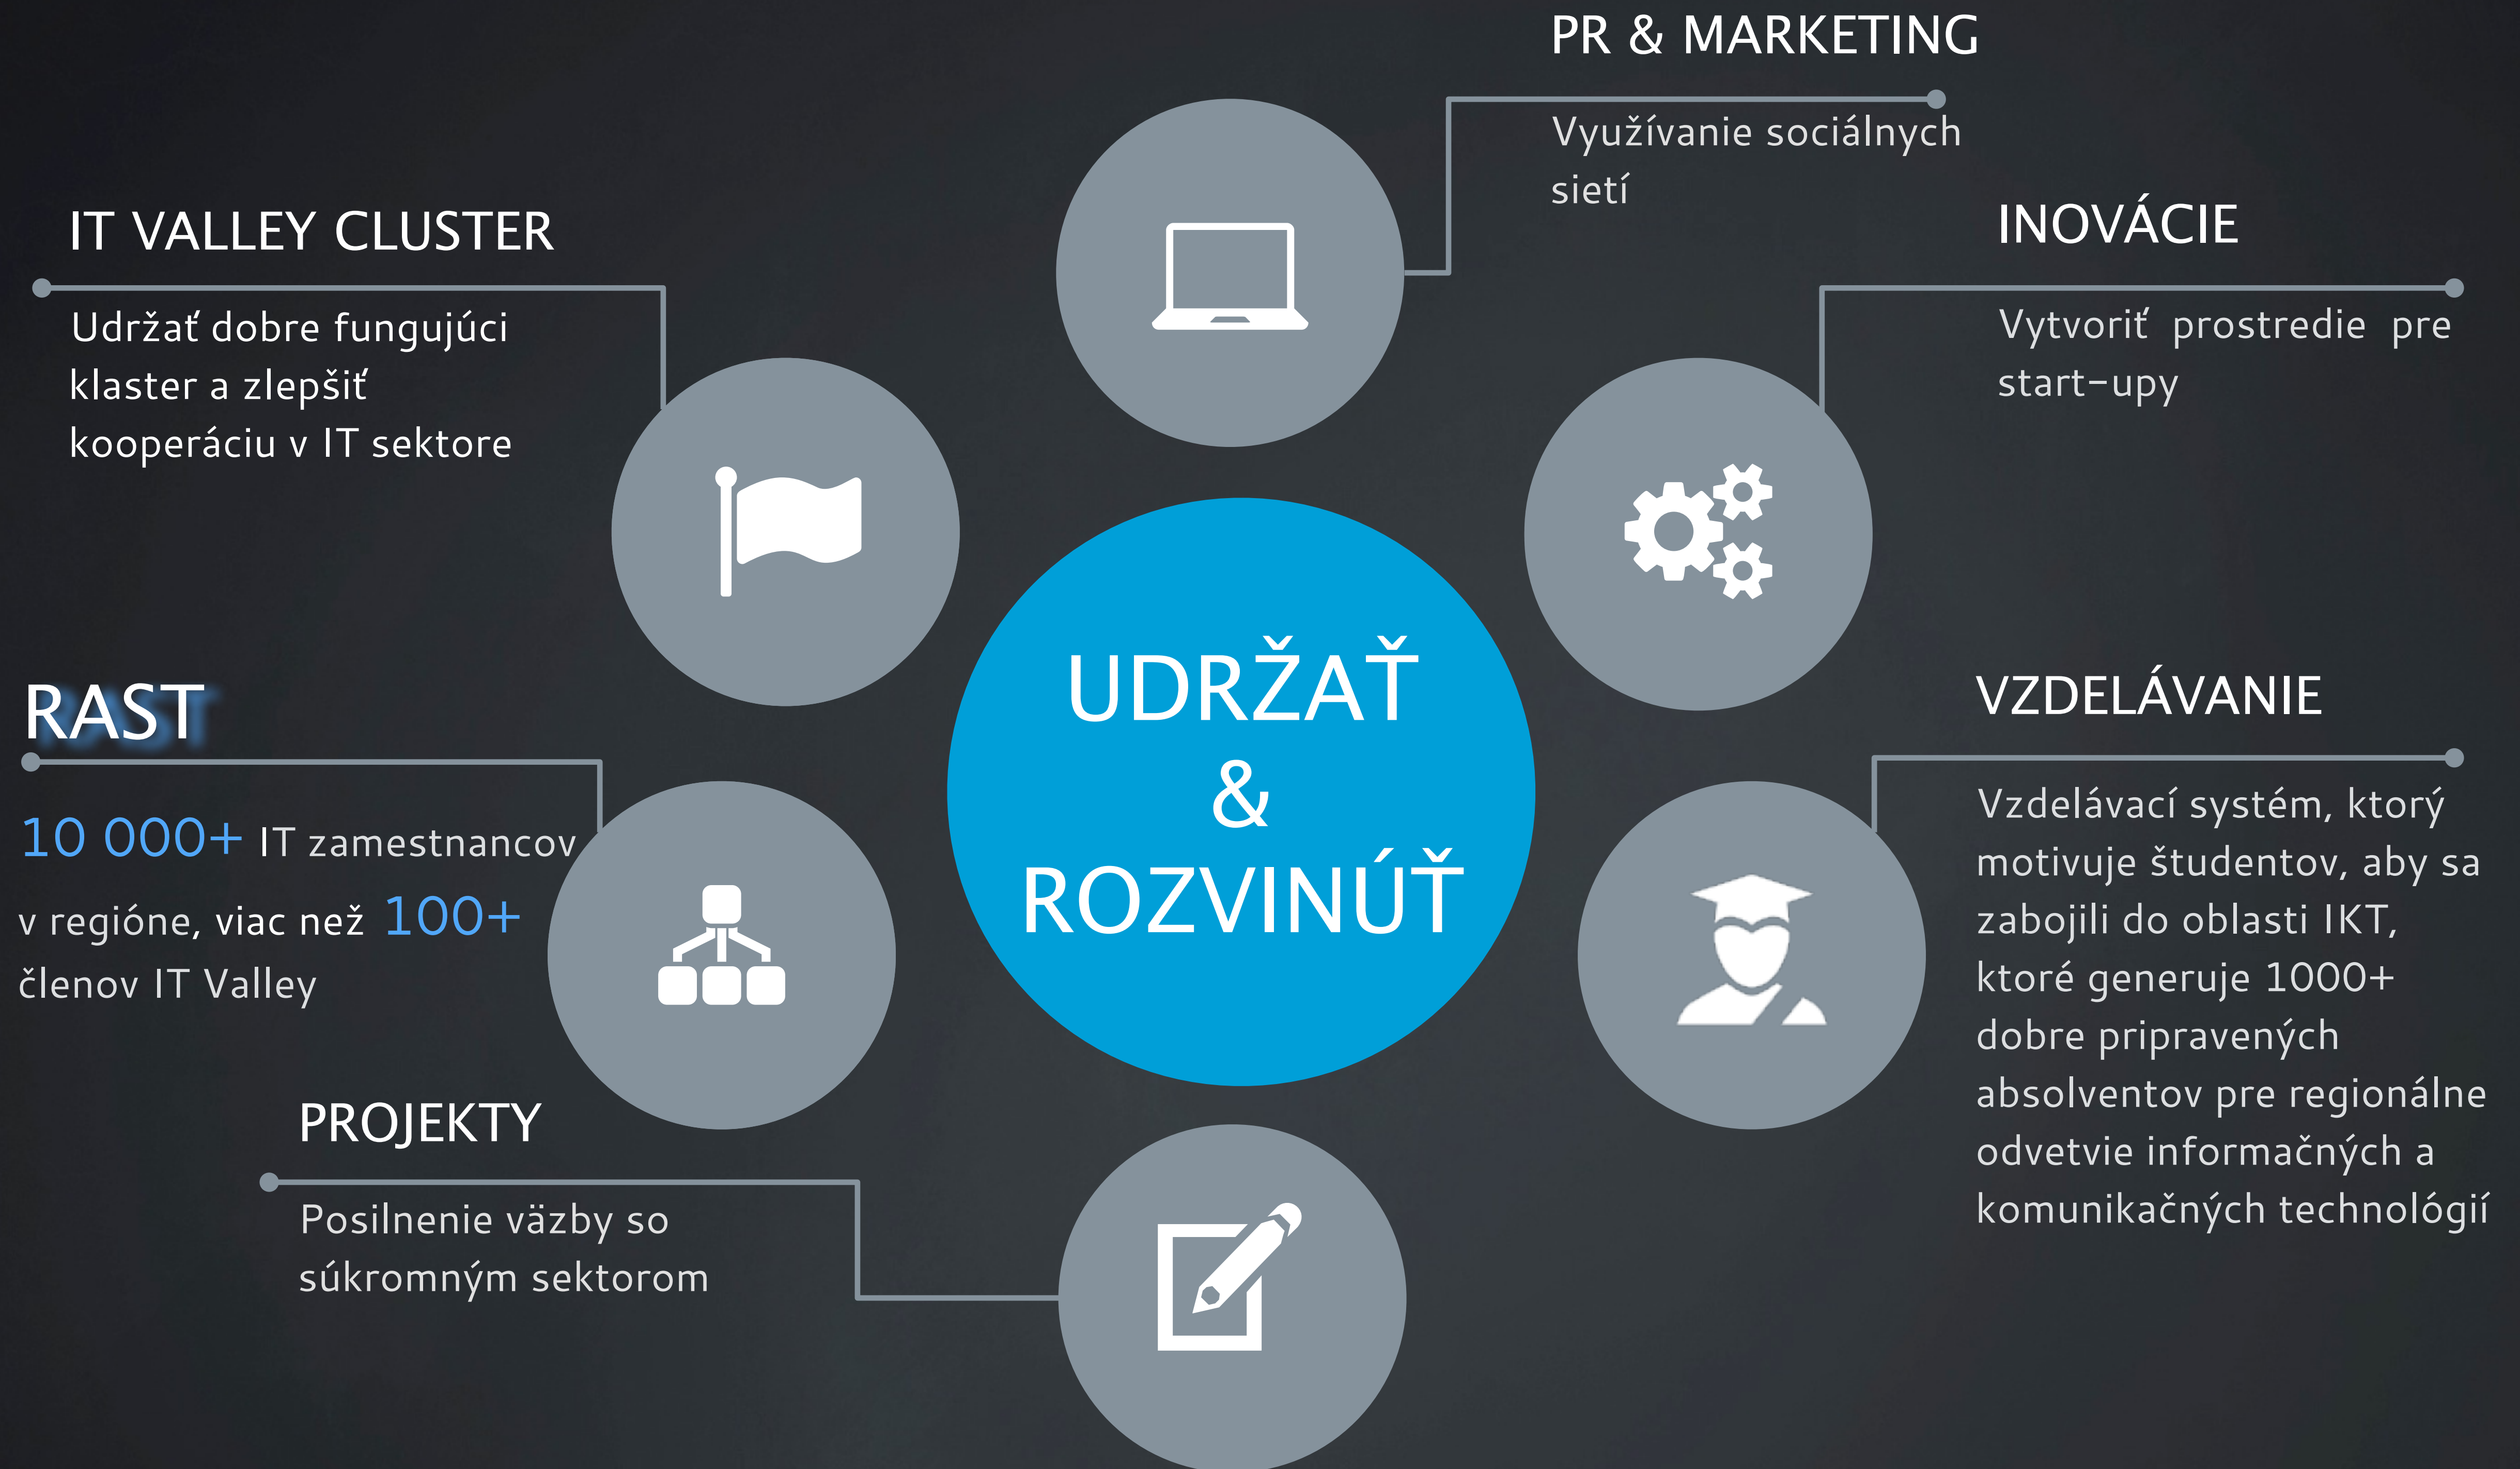 PR & MARKETING
Využívanie sociálnych
sietí
IT VALLEY CLUSTER
Udržať dobre fungujúci
klaster a zlepšiť
kooperáciu v IT sektore
INOVÁCIE
Vytvoriť prostredie pre
start-upy
UDRŽAŤ
&
ROZVINÚŤ
RAST
10 000+ IT zamestnancov
v regióne, viac než 100+
členov IT Valley
VZDELÁVANIE
Vzdelávací systém, ktorý
motivuje študentov, aby sa
zabojili do oblasti IKT,
ktoré generuje 1000+
dobre pripravených
absolventov pre regionálne
odvetvie informačných a
komunikačných technológií
PROJEKTY
Posilnenie väzby so
súkromným sektorom